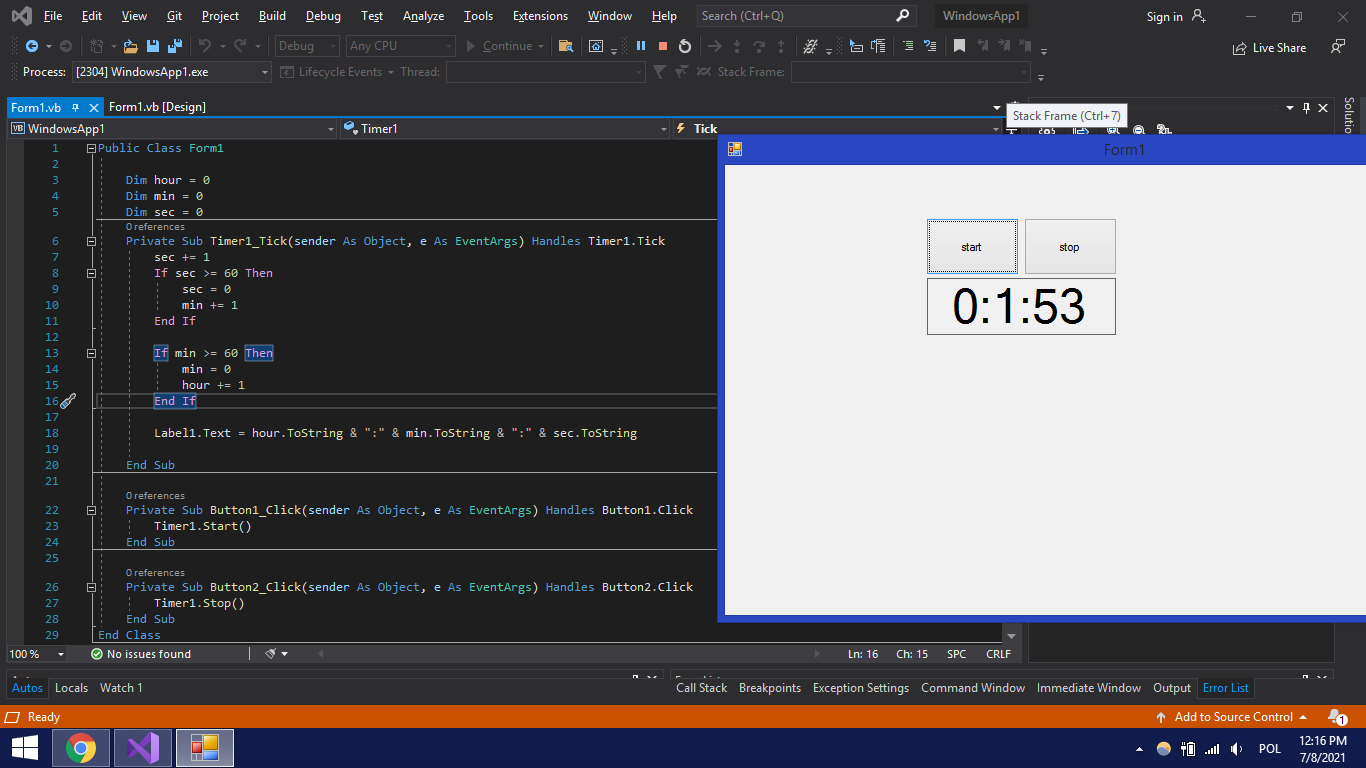 File Edit View Git Project Build Debug Test Analyze Tools Extensions Window Help Search (Ctrl+Q) WindowsApp1 Sign in
Debug Any CPU Continue Live Share
Process: [2304] WindowsApp1.exe Lifecycle Events Thread: Stack Frame:
Form1.vb Form1.vb [Design]
Stack Frame (Ctrl+7)
WindowsApp1 Timer1 Tick
1 Public Class Form1
2
3 Dim hour = 0
4 Dim min = 0
5 Dim sec = 0
0 references
6 Private Sub Timer1_Tick(sender As Object, e As EventArgs) Handles Timer1.Tick
7 sec += 1
8 If sec >= 60 Then
9 sec = 0
10 min += 1
11 End If
12
13 If min >= 60 Then
14 min = 0
15 hour += 1
16 End If
17
18 Label1.Text = hour.ToString & ":" & min.ToString & ":" & sec.ToString
19
20 End Sub
21
0 references
22 Private Sub Button1_Click(sender As Object, e As EventArgs) Handles Button1.Click
23 Timer1.Start()
24 End Sub
25
0 references
26 Private Sub Button2_Click(sender As Object, e As EventArgs) Handles Button2.Click
27 Timer1.Stop()
28 End Sub
29 End Class
Form1
start stop
0:1:53
100 % No issues found Ln: 16 Ch: 15 SPC CRLF
Autos Locals Watch 1 Call Stack Breakpoints Exception Settings Command Window Immediate Window Output Error List
Ready Add to Source Control 1
POL 12:16 PM
7/8/2021